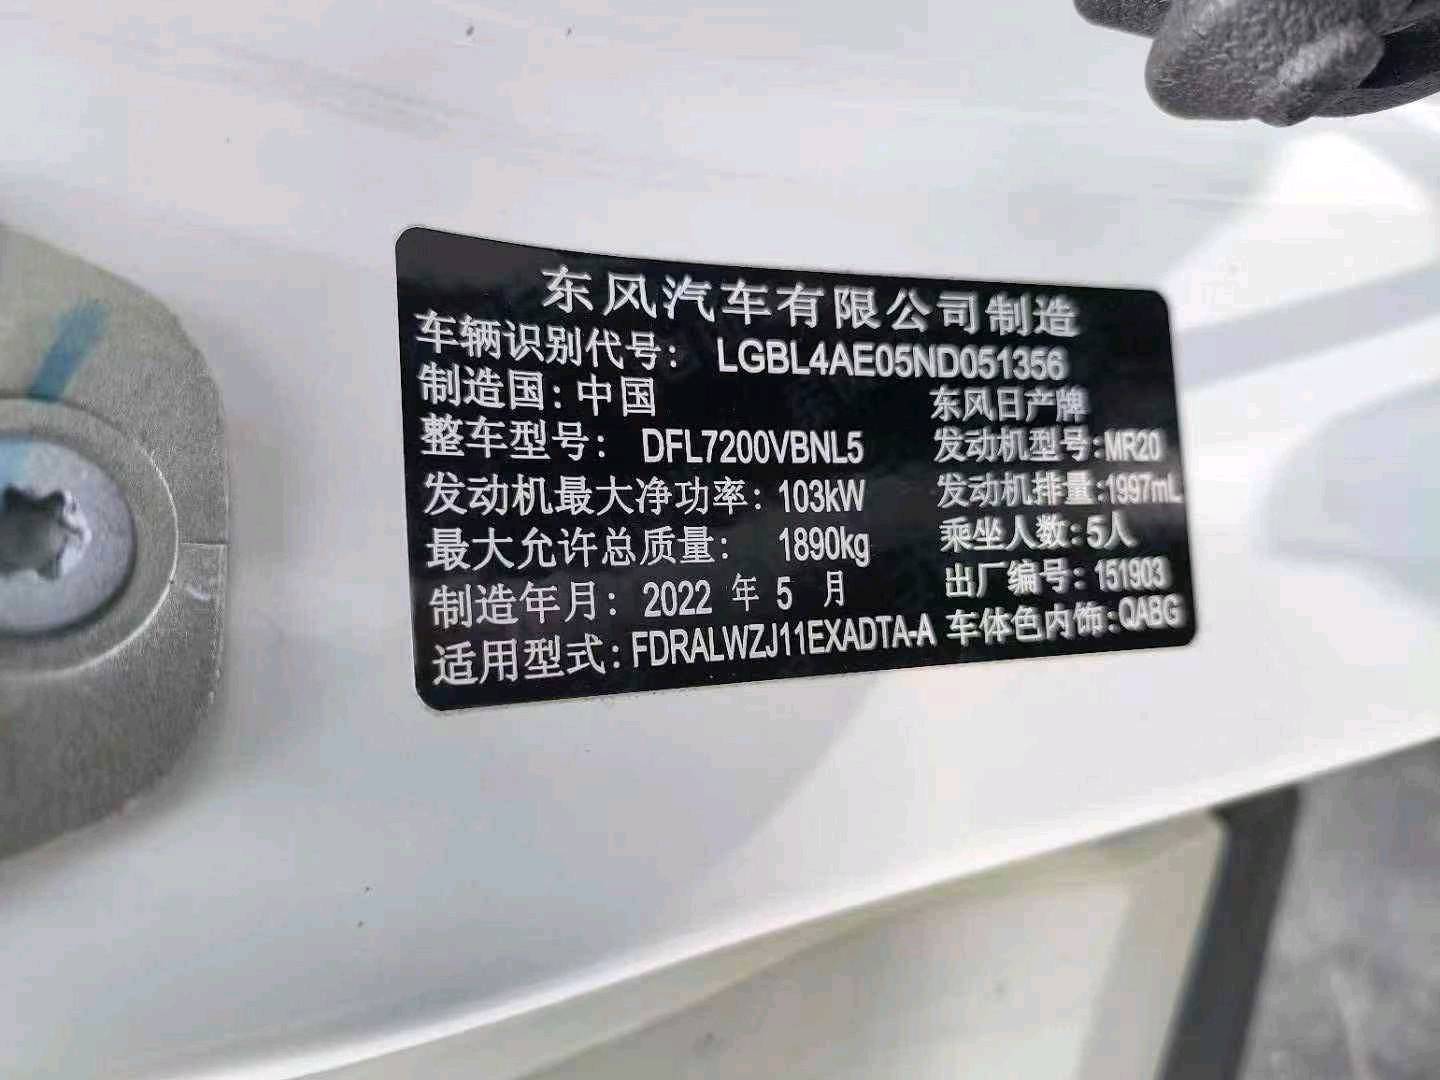 东风汽车有限公司制造
车辆识别代号： LGBL4AE05ND051356
制造国：中国 东风日产牌
整车型号： DFL7200VBNL5 发动机型号：MR20
发动机最大净功率：103kW 发动机排量：1997mL
最大允许总质量： 1890kg 乘坐人数：5人
制造年月： 2022 年 5 月 出厂编号：151903
适用型式：FDRALWZJ11EXADTA-A 车体色内饰：QABG